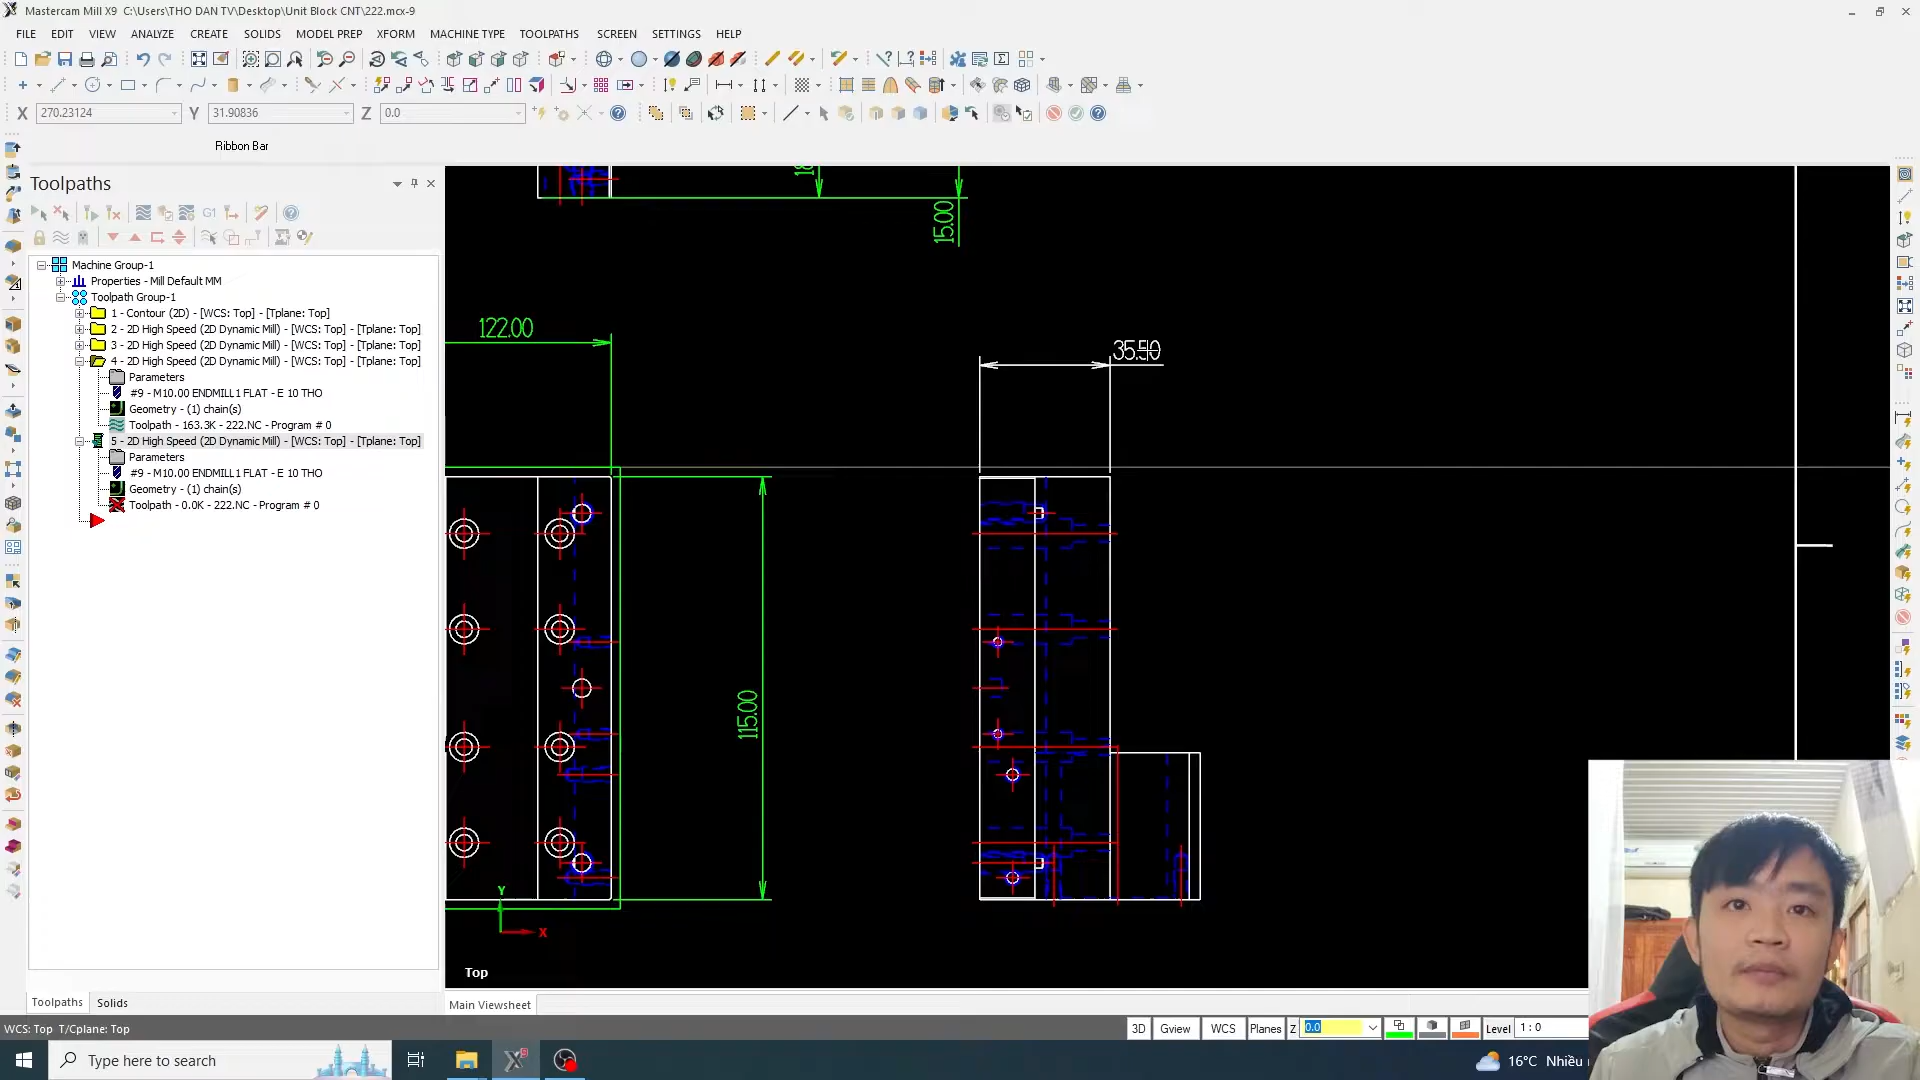 Mastercam Mill X9 C:\Users\THO DAN TV\Desktop\Unit Block CNT\222.mcx-9
FILE EDIT VIEW ANALYZE CREATE SOLIDS MODEL PREP XFORM MACHINE TYPE TOOLPATHS SCREEN SETTINGS HELP
X 270.23124 Y 31.90836 Z 0.0
Ribbon Bar
Toolpaths
G1
Machine Group-1
Properties - Mill Default MM
Toolpath Group-1
1 - Contour (2D) - [WCS: Top] - [Tplane: Top]
2 - 2D High Speed (2D Dynamic Mill) - [WCS: Top] - [Tplane: Top]
3 - 2D High Speed (2D Dynamic Mill) - [WCS: Top] - [Tplane: Top]
4 - 2D High Speed (2D Dynamic Mill) - [WCS: Top] - [Tplane: Top]
Parameters
#9 - M10.00 ENDMILL1 FLAT - E 10 THO
Geometry - (1) chain(s)
Toolpath - 163.3K - 222.NC - Program # 0
5 - 2D High Speed (2D Dynamic Mill) - [WCS: Top] - [Tplane: Top]
Parameters
#9 - M10.00 ENDMILL1 FLAT - E 10 THO
Geometry - (1) chain(s)
Toolpath - 0.0K - 222.NC - Program # 0
15.00
122.00
35.50
115.00
Y
X
Top
Toolpaths Solids
Main Viewsheet
WCS: Top T/Cplane: Top
3D Gview WCS Planes Z 0.0 Level 1 : 0
Type here to search
16°C Nhiều